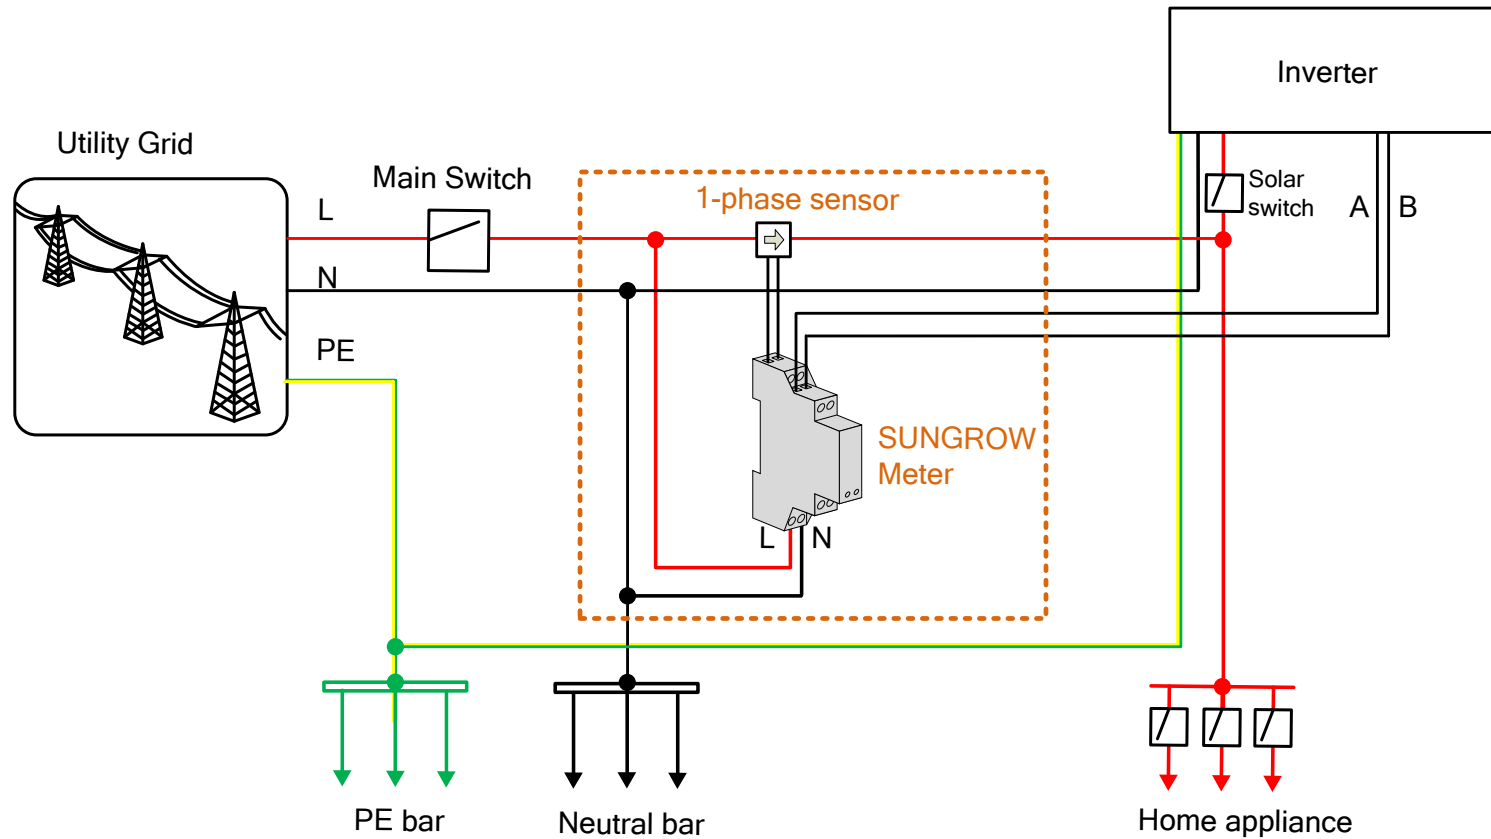 Inverter
Utility Grid
Main Switch
1-phase sensor
Solar
switch
L
A
B
N
PE
SUNGROW
Meter
L
N
PE bar
Neutral bar
Home appliance